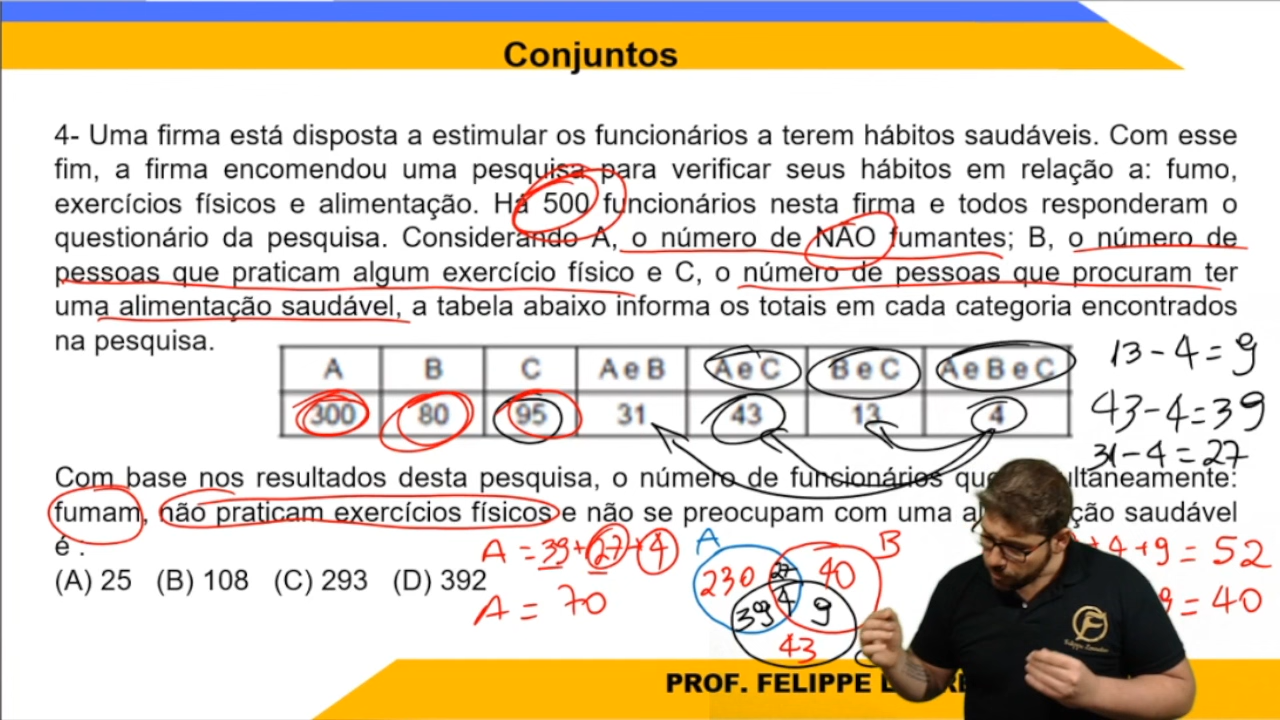 Conjuntos
4- Uma firma está disposta a estimular os funcionários a terem hábitos saudáveis. Com esse
fim, a firma encomendou uma pesquisa para verificar seus hábitos em relação a: fumo,
exercícios físicos e alimentação. Há 500 funcionários nesta firma e todos responderam o
questionário da pesquisa. Considerando A, o número de NÃO fumantes; B, o número de
pessoas que praticam algum exercício físico e C, o número de pessoas que procuram ter
uma alimentação saudável, a tabela abaixo informa os totais em cada categoria encontrados
na pesquisa.
A B C A e B A e C B e C A e B e C
300 80 95 31 43 13 4
13 - 4 = 9
43 - 4 = 39
31 - 4 = 27
Com base nos resultados desta pesquisa, o número de funcionários que
fumam, não praticam exercícios físicos e não se preocupam com uma saudável
é .
(A) 25 (B) 108 (C) 293 (D) 392
A = 39 + 27 + 4
A = 70
A B
230 27 40
39 4 9
43
+ 4 + 9 = 52
= 40
PROF. FELIPPE